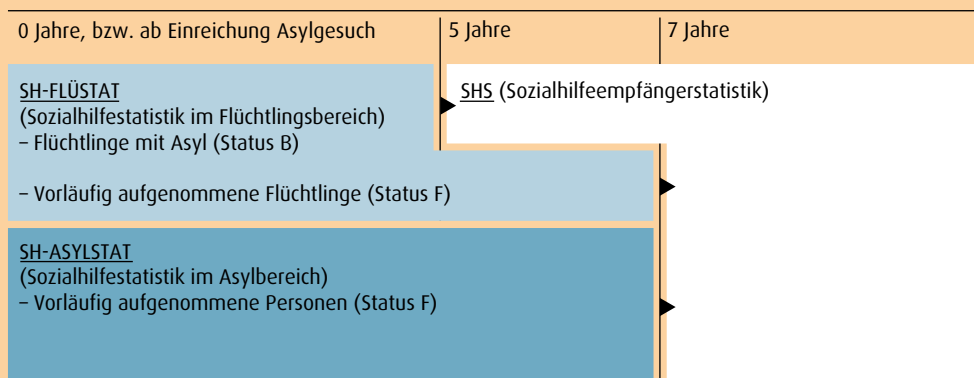 0 Jahre, bzw. ab Einreichung Asylgesuch
5 Jahre
7 Jahre
SH-FLÜSTAT
(Sozialhilfestatistik im Flüchtlingsbereich)
– Flüchtlinge mit Asyl (Status B)
– Vorläufig aufgenommene Flüchtlinge (Status F)
SHS (Sozialhilfeempfängerstatistik)
SH-ASYLSTAT
(Sozialhilfestatistik im Asylbereich)
– Vorläufig aufgenommene Personen (Status F)